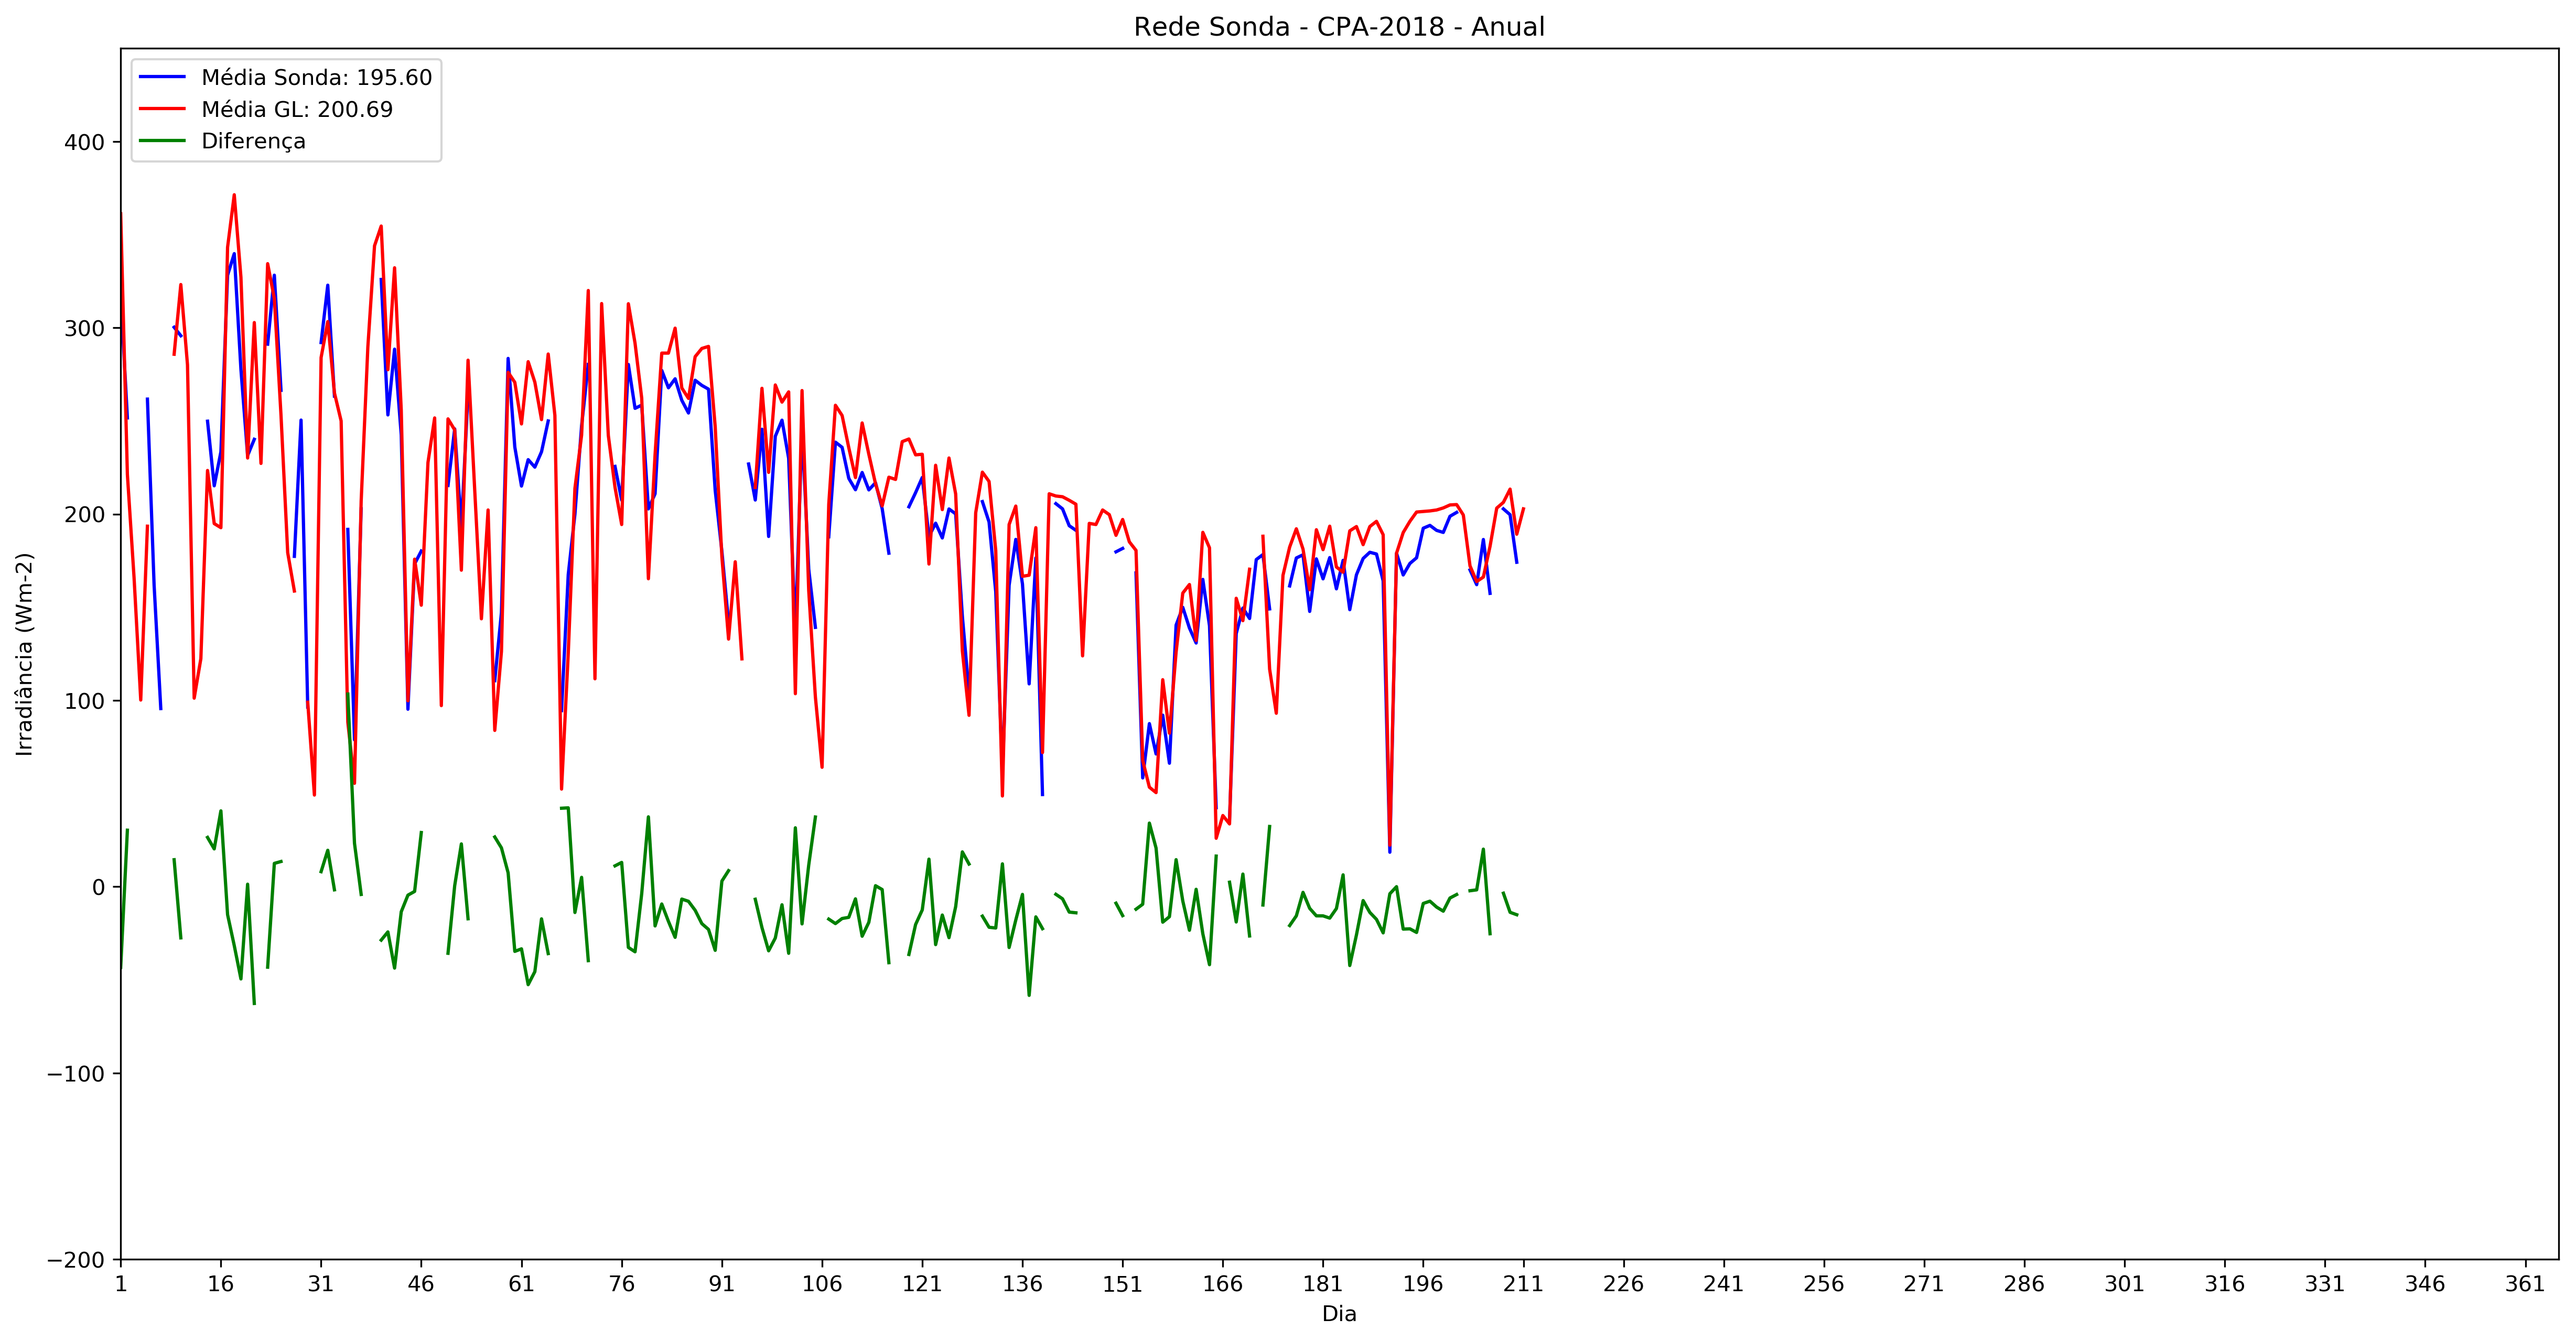 Rede Sonda - CPA-2018 - Anual
Média Sonda: 195.60
Média GL: 200.69
Diferença
400
300
200
100
0
−100
−200
Irradiância (Wm-2)
1 16 31 46 61 76 91 106 121 136 151 166 181 196 211 226 241 256 271 286 301 316 331 346 361
Dia